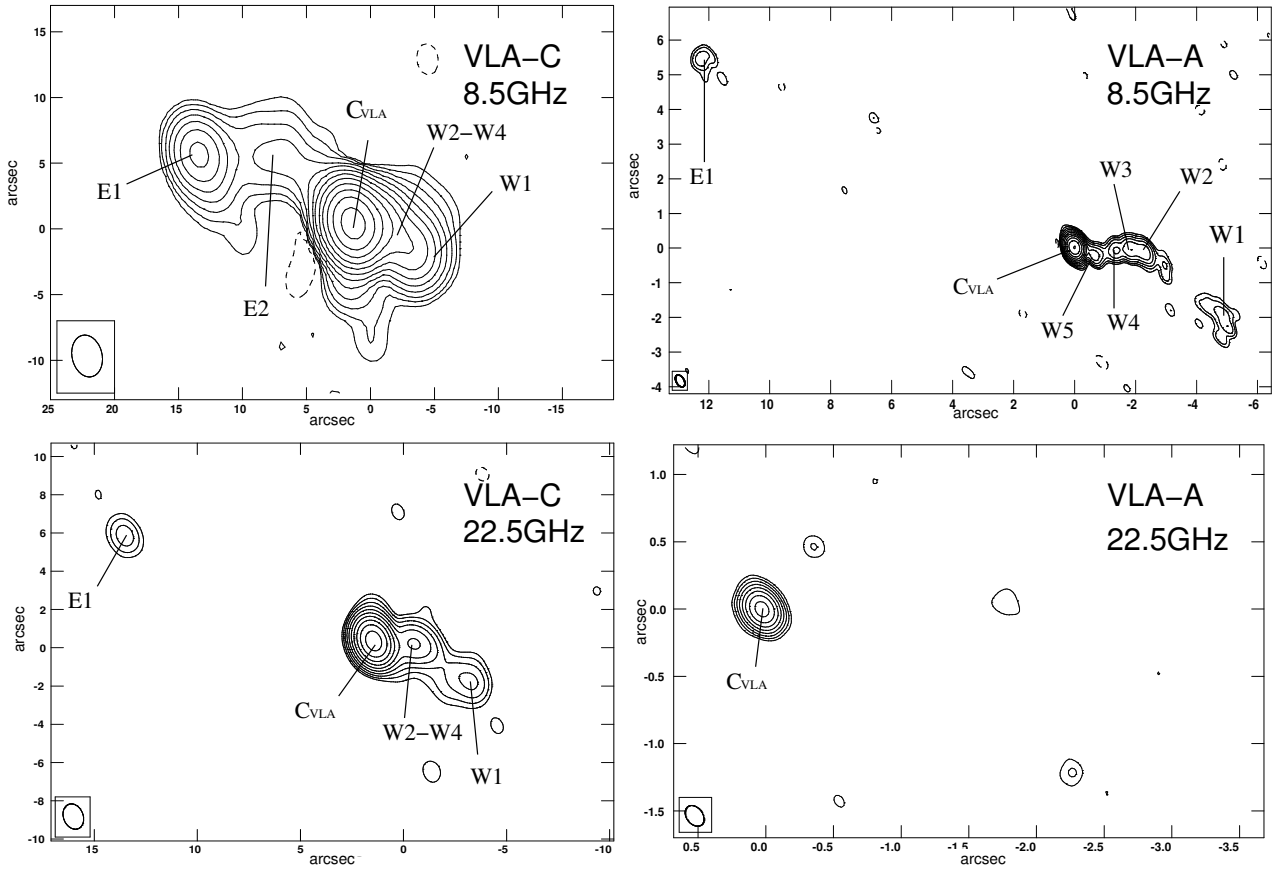 VLA−C
8.5GHz
CVLA
W2−W4
W1
E1
E2
15
10
5
0
-5
-10
arcsec
25 20 15 10 5 0 -5 -10 -15
arcsec
VLA−A
8.5GHz
E1
W3
W2
W1
CVLA
W5
W4
6
5
4
3
2
1
0
-1
-2
-3
-4
arcsec
12 10 8 6 4 2 0 -2 -4 -6
arcsec
VLA−C
22.5GHz
E1
CVLA
W2−W4
W1
10
8
6
4
2
0
-2
-4
-6
-8
-10
arcsec
15 10 5 0 -5 -10
arcsec
VLA−A
22.5GHz
CVLA
1.0
0.5
0.0
-0.5
-1.0
-1.5
arcsec
0.5 0.0 -0.5 -1.0 -1.5 -2.0 -2.5 -3.0 -3.5
arcsec